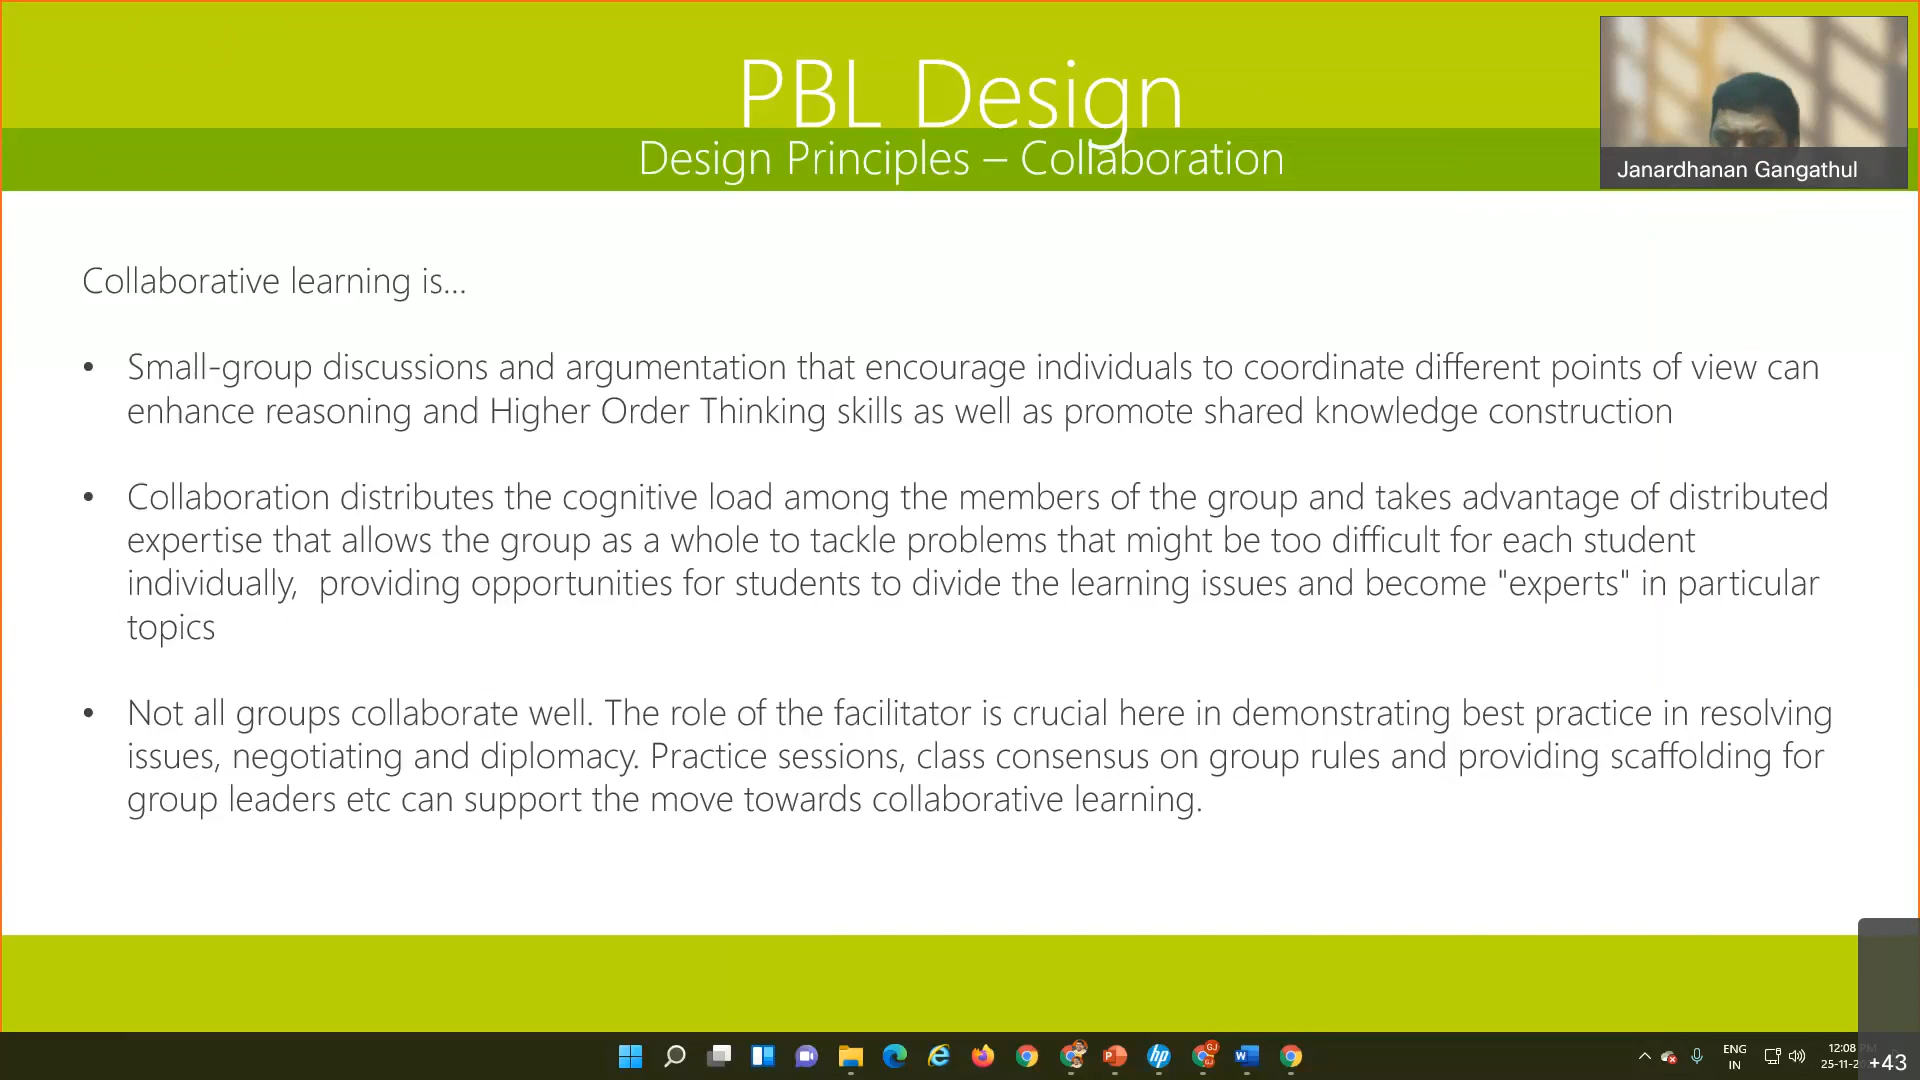 PBL Design
Design Principles – Collaboration
Janardhanan Gangathul
Collaborative learning is...
• Small-group discussions and argumentation that encourage individuals to coordinate different points of view can
enhance reasoning and Higher Order Thinking skills as well as promote shared knowledge construction
• Collaboration distributes the cognitive load among the members of the group and takes advantage of distributed
expertise that allows the group as a whole to tackle problems that might be too difficult for each student
individually,  providing opportunities for students to divide the learning issues and become "experts" in particular
topics
• Not all groups collaborate well. The role of the facilitator is crucial here in demonstrating best practice in resolving
issues, negotiating and diplomacy. Practice sessions, class consensus on group rules and providing scaffolding for
group leaders etc can support the move towards collaborative learning.
ENG
IN
12:08
25-11-2
+43